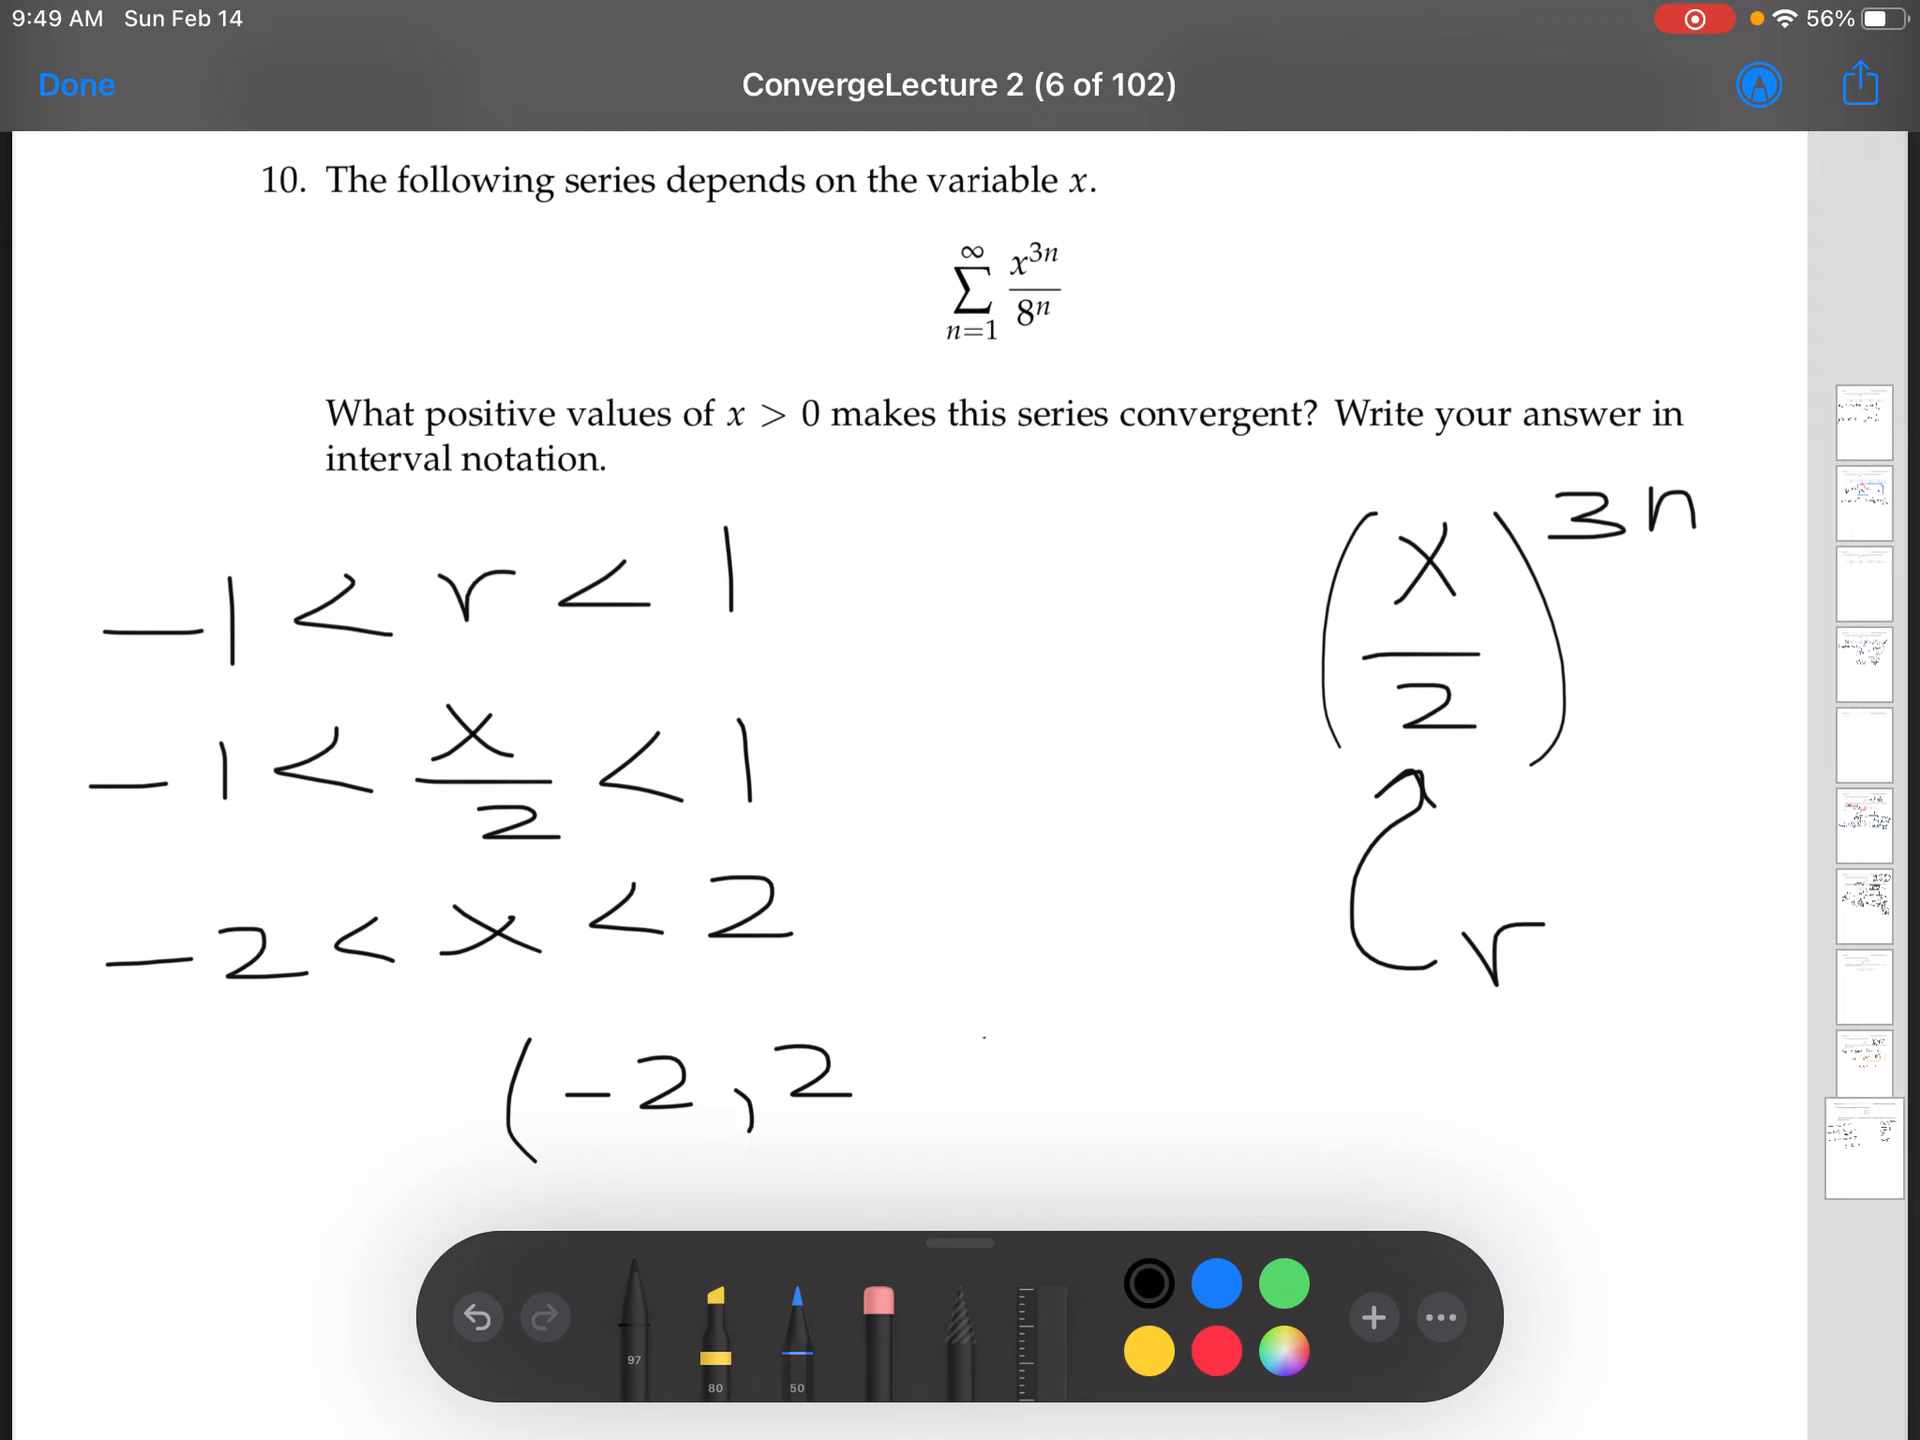 9:49 AM Sun Feb 14
56%
Done
ConvergeLecture 2 (6 of 102)
10. The following series depends on the variable x.
∞
∑ x³ⁿ / 8ⁿ
n=1
What positive values of x > 0 makes this series convergent? Write your answer in
interval notation.
(x/2)³ⁿ
r
-1 < r < 1
-1 < x/2 < 1
-2 < x < 2
(-2, 2
97
80
50